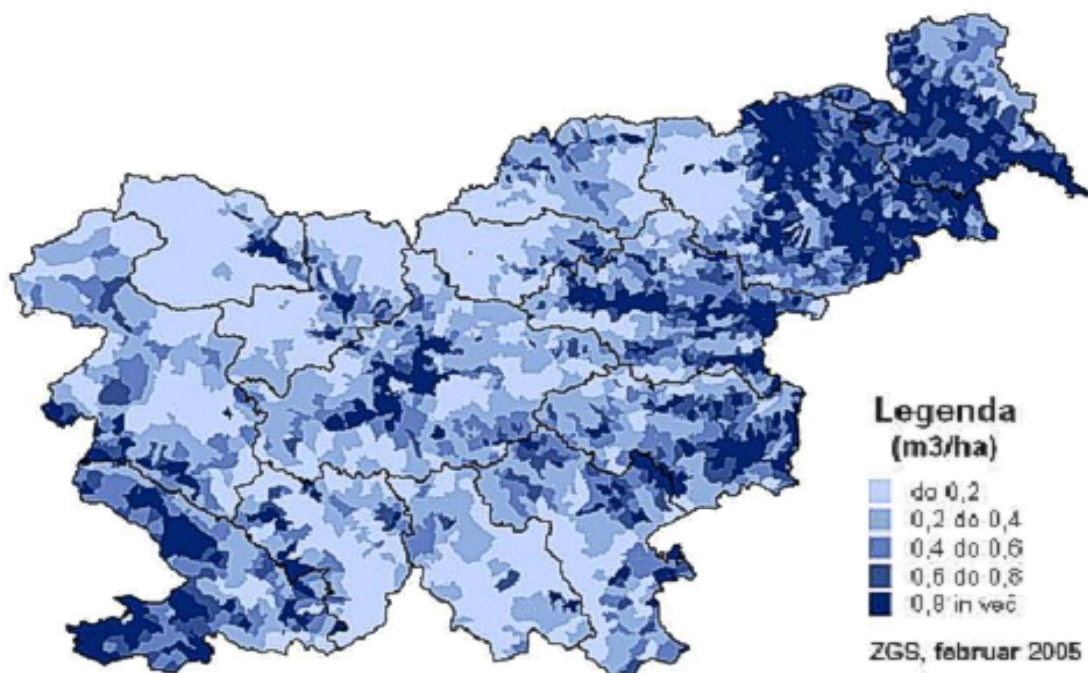 Legenda
(m3/ha)
do 0,2
0,2 do 0,4
0,4 do 0,6
0,6 do 0,8
0,8 in več
ZGS, februar 2005